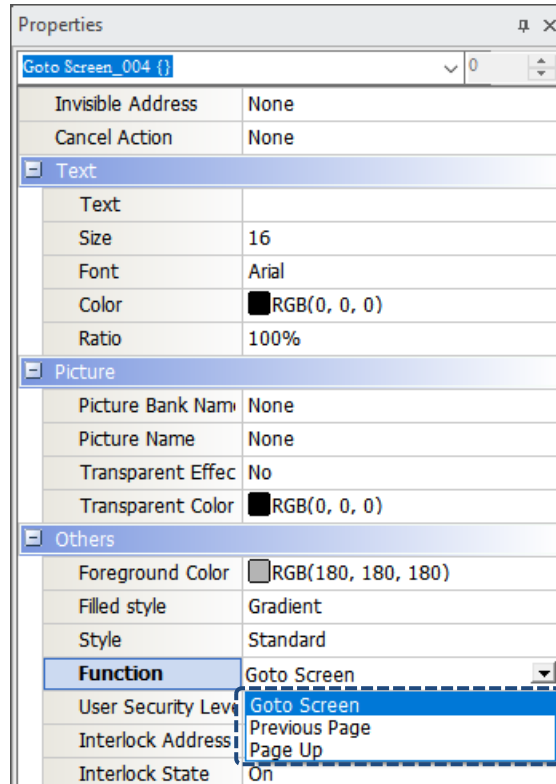 Properties
Goto Screen_004 {} 0
Invisible Address None
Cancel Action None
Text
Text
Size 16
Font Arial
Color RGB(0, 0, 0)
Ratio 100%
Picture
Picture Bank Nam None
Picture Name None
Transparent Effec No
Transparent Color RGB(0, 0, 0)
Others
Foreground Color RGB(180, 180, 180)
Filled style Gradient
Style Standard
Function Goto Screen
User Security Leve Goto Screen
Previous Page
Interlock Address Page Up
Interlock State On